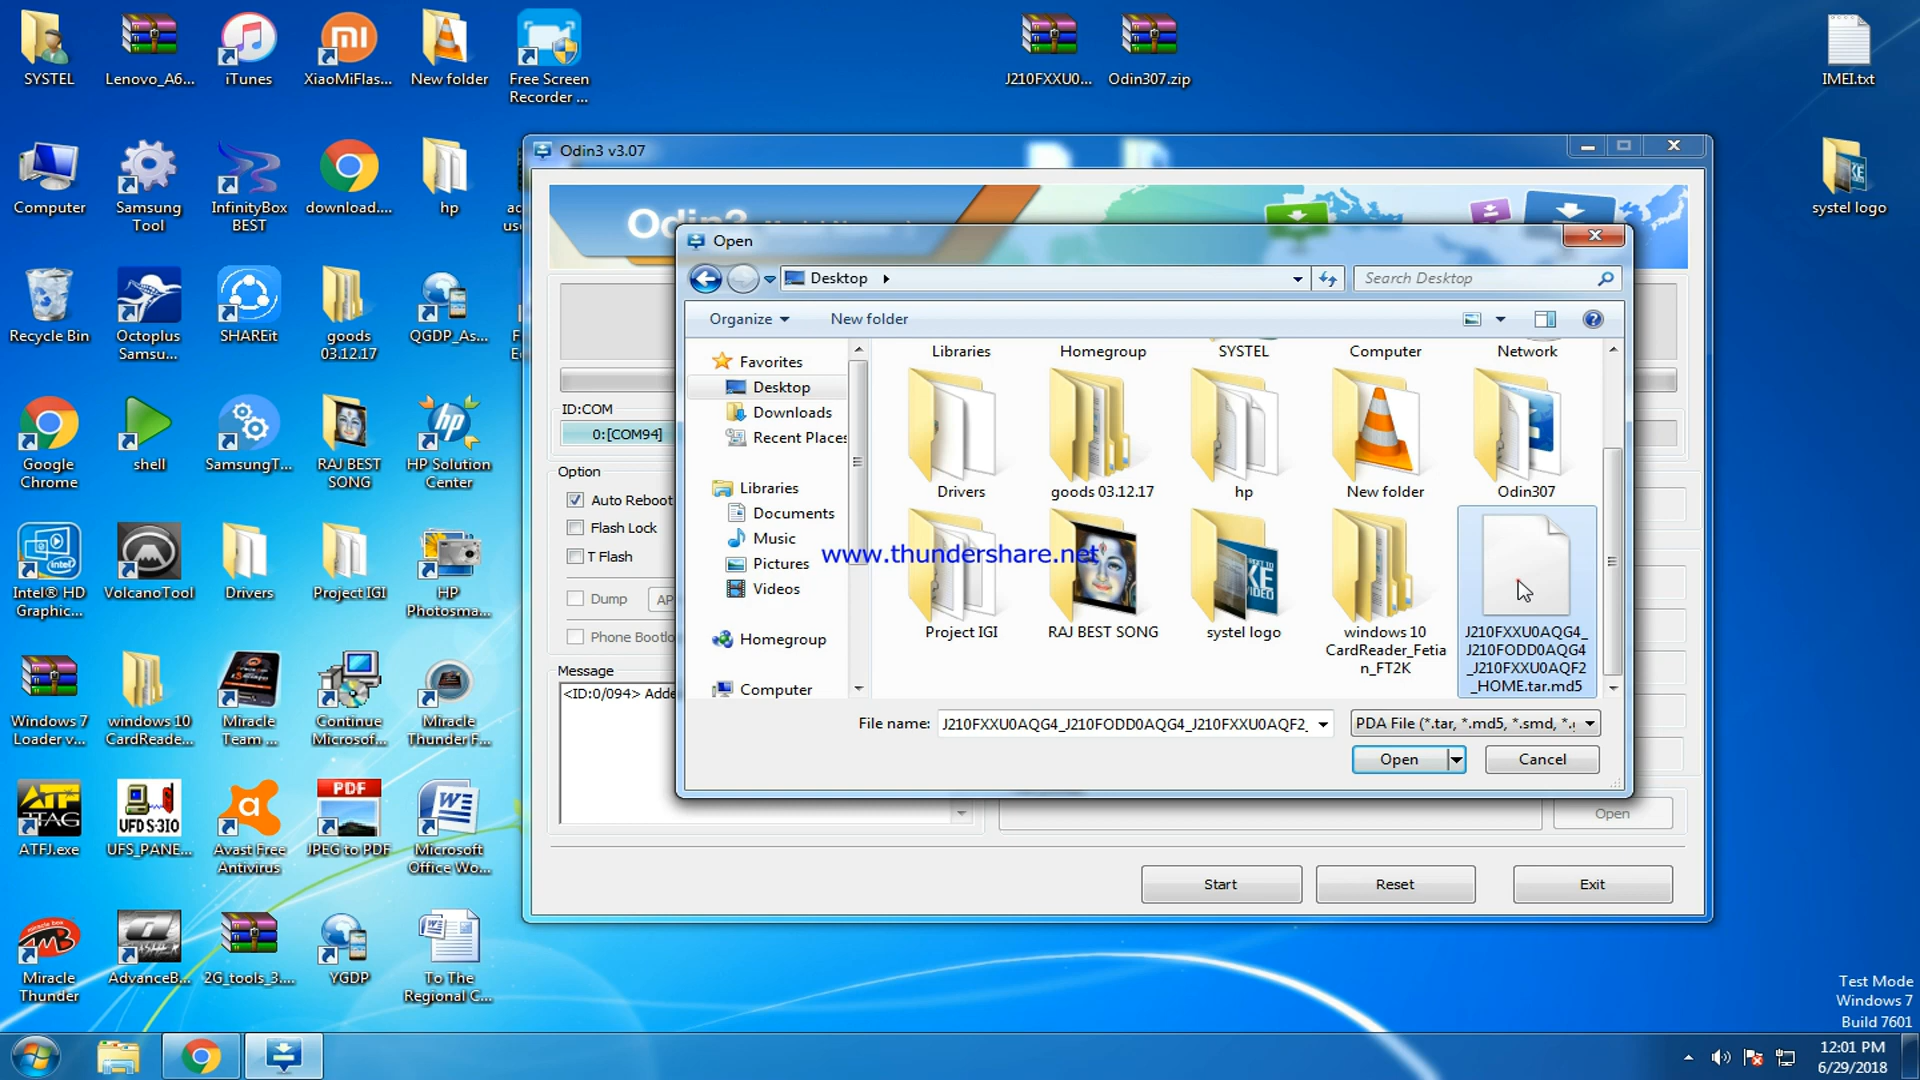 SYSTEL
Lenovo_A6...
iTunes
XiaoMiFlas...
New folder
Free Screen
Recorder ...
J210FXXU0...
Odin307.zip
IMEI.txt
Computer
Samsung
Tool
InfinityBox
BEST
download....
hp
systel logo
Recycle Bin
Octoplus
Samsu...
SHAREit
goods
03.12.17
QGDP_As...
Google
Chrome
shell
SamsungT...
RAJ BEST
SONG
HP Solution
Center
Intel® HD
Graphic...
VolcanoTool
Drivers
Project IGI
HP
Photosma...
Windows 7
Loader v...
windows 10
CardReade...
Miracle
Team ...
Continue
Microsof...
Miracle
Thunder F...
ATFJ.exe
UFS_PANE...
Avast Free
Antivirus
JPEG to PDF
Microsoft
Office Wo...
Miracle
Thunder
AdvanceB...
2G_tools_3....
YGDP
To The
Regional C...
Odin3 v3.07
ID:COM
0:[COM94]
Option
Auto Reboot
Flash Lock
T Flash
Dump
AP
Phone Bootlo
Message
<ID:0/094> Adde
Open
Start
Reset
Exit
Open
Desktop
Search Desktop
Organize
New folder
Favorites
Desktop
Downloads
Recent Places
Libraries
Documents
Music
Pictures
Videos
Homegroup
Computer
Libraries
Homegroup
SYSTEL
Computer
Network
Drivers
goods 03.12.17
hp
New folder
Odin307
Project IGI
RAJ BEST SONG
systel logo
windows 10
CardReader_Fetia
n_FT2K
J210FXXU0AQG4_
J210FODD0AQG4
_J210FXXU0AQF2
_HOME.tar.md5
www.thundershare.net
File name:
J210FXXU0AQG4_J210FODD0AQG4_J210FXXU0AQF2_
PDA File (*.tar, *.md5, *.smd, *.g
Open
Cancel
Test Mode
Windows 7
Build 7601
12:01 PM
6/29/2018